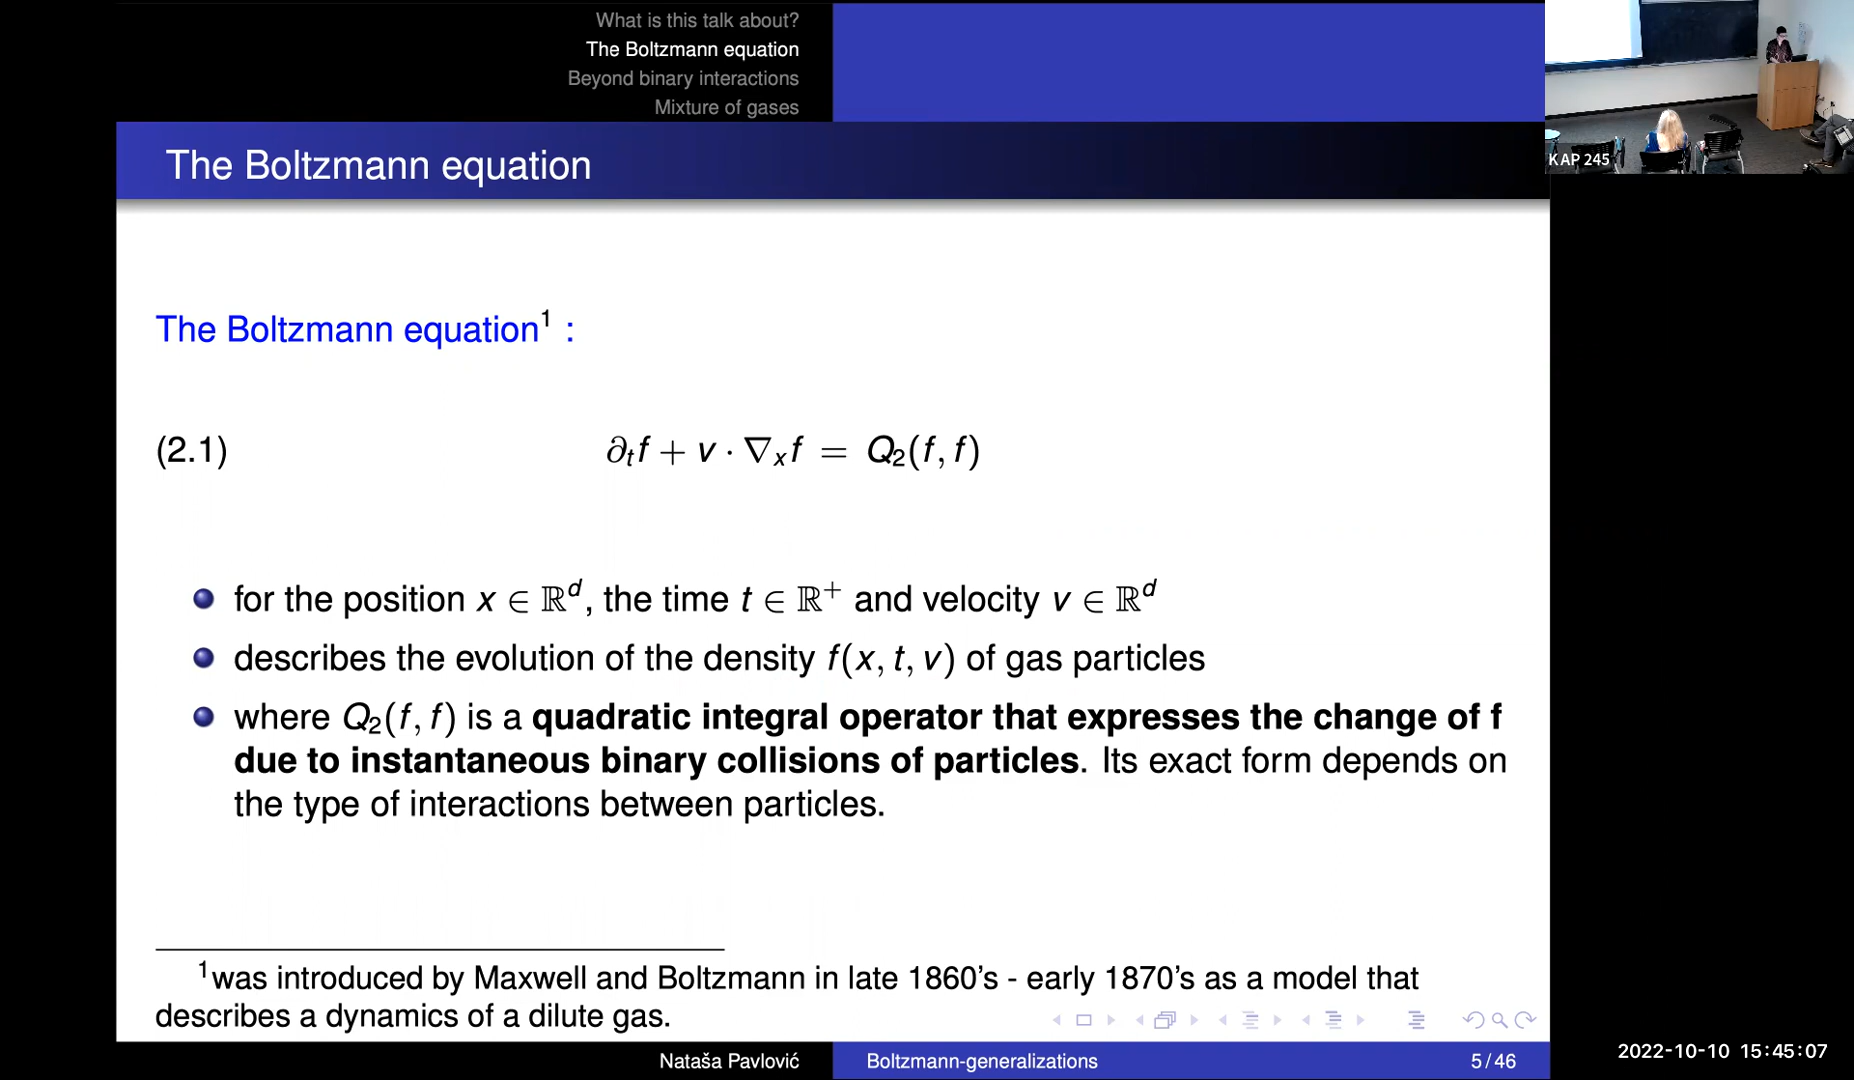 What is this talk about?
The Boltzmann equation
Beyond binary interactions
Mixture of gases
The Boltzmann equation
KAP 245
The Boltzmann equation¹ :
(2.1) ∂ₜf + v · ∇ₓf = Q₂(f, f)
for the position x ∈ ℝᵈ, the time t ∈ ℝ⁺ and velocity v ∈ ℝᵈ
describes the evolution of the density f(x, t, v) of gas particles
where Q₂(f, f) is a quadratic integral operator that expresses the change of f
due to instantaneous binary collisions of particles. Its exact form depends on
the type of interactions between particles.
¹was introduced by Maxwell and Boltzmann in late 1860's - early 1870's as a model that
describes a dynamics of a dilute gas.
Nataša Pavlović Boltzmann-generalizations 5 / 46
2022-10-10 15:45:07